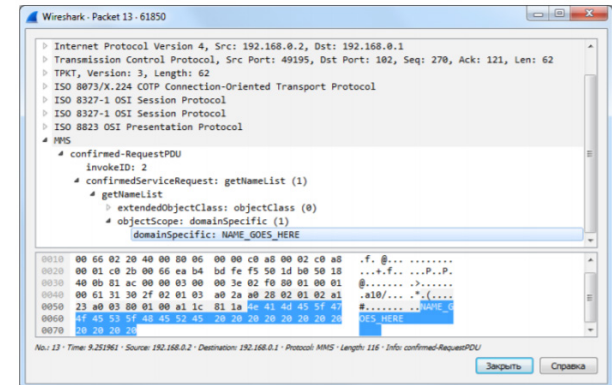 Wireshark · Packet 13 · 61850
Internet Protocol Version 4, Src: 192.168.0.2, Dst: 192.168.0.1
Transmission Control Protocol, Src Port: 49195, Dst Port: 102, Seq: 270, Ack: 121, Len: 62
TPKT, Version: 3, Length: 62
ISO 8073/X.224 COTP Connection-Oriented Transport Protocol
ISO 8327-1 OSI Session Protocol
ISO 8327-1 OSI Session Protocol
ISO 8823 OSI Presentation Protocol
MMS
confirmed-RequestPDU
invokeID: 2
confirmedServiceRequest: getNameList (1)
getNameList
extendedObjectClass: objectClass (0)
objectScope: domainSpecific (1)
domainSpecific: NAME_GOES_HERE
0010 00 66 02 20 40 00 80 06 00 00 c0 a8 00 02 c0 a8 .f. @... ........
0020 00 01 c0 2b 00 66 ea b4 bd fe f5 50 1d b0 50 18 ...+.f.. ...P..P.
0030 40 0b 81 ac 00 00 03 00 00 3e 02 f0 80 01 00 01 @....... .>......
0040 00 61 31 30 2f 02 01 03 a0 2a a0 28 02 01 02 a1 .a10/... .*.(....
0050 23 a0 03 80 01 00 a1 1c 81 1a 4e 41 4d 45 5f 47 #....... ..NAME_G
0060 4f 45 53 5f 48 45 52 45 20 20 20 20 20 20 20 20 OES_HERE
0070 20 20 20 20
No.: 13 · Time: 9.251961 · Source: 192.168.0.2 · Destination: 192.168.0.1 · Protocol: MMS · Length: 116 · Info: confirmed-RequestPDU
Закрыть Справка